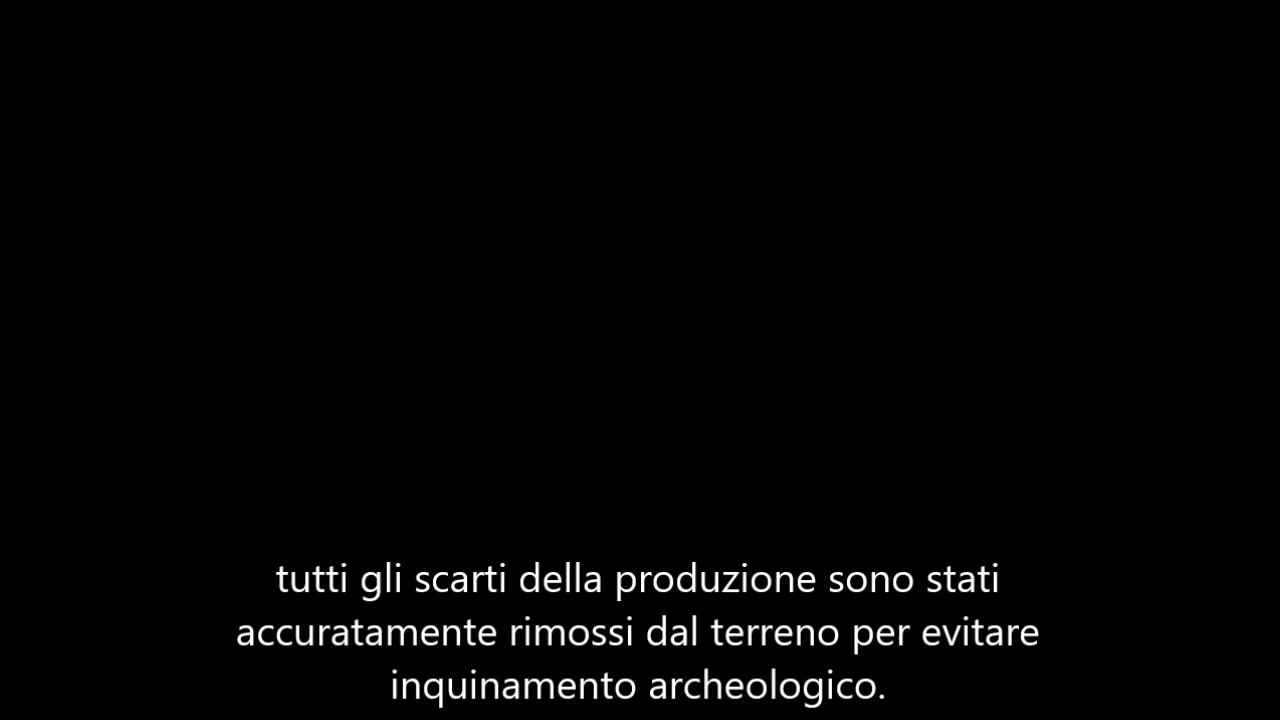 tutti gli scarti della produzione sono stati
accuratamente rimossi dal terreno per evitare
inquinamento archeologico.